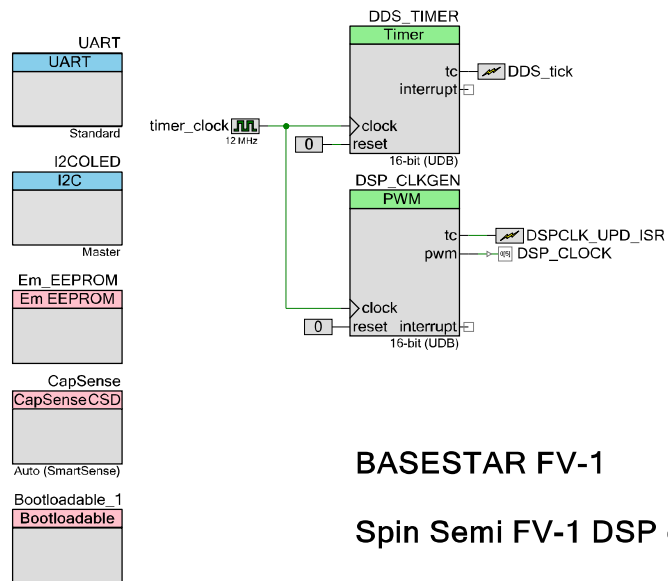 UART
UART
Standard
I2COLED
I2C
Master
Em_EEPROM
Em EEPROM
CapSense
CapSenseCSD
Auto (SmartSense)
Bootloadable_1
Bootloadable
timer_clock
12 MHz
DDS_TIMER
Timer
tc
DDS_tick
interrupt
clock
0
reset
16-bit (UDB)
DSP_CLKGEN
PWM
tc
DSPCLK_UPD_ISR
pwm
DSP_CLOCK
clock
0
reset interrupt
16-bit (UDB)
BASESTAR FV-1
Spin Semi FV-1 DSP